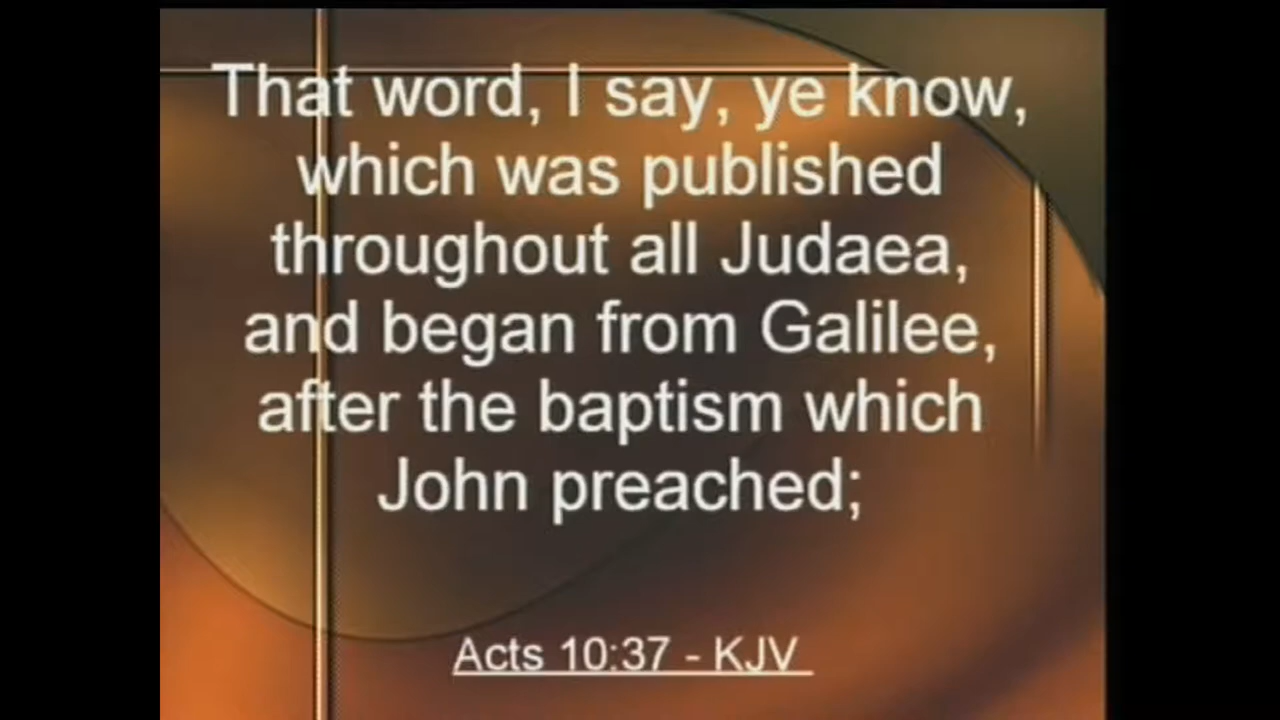 That word, I say, ye know,
which was published
throughout all Judaea,
and began from Galilee,
after the baptism which
John preached;
Acts 10:37 - KJV